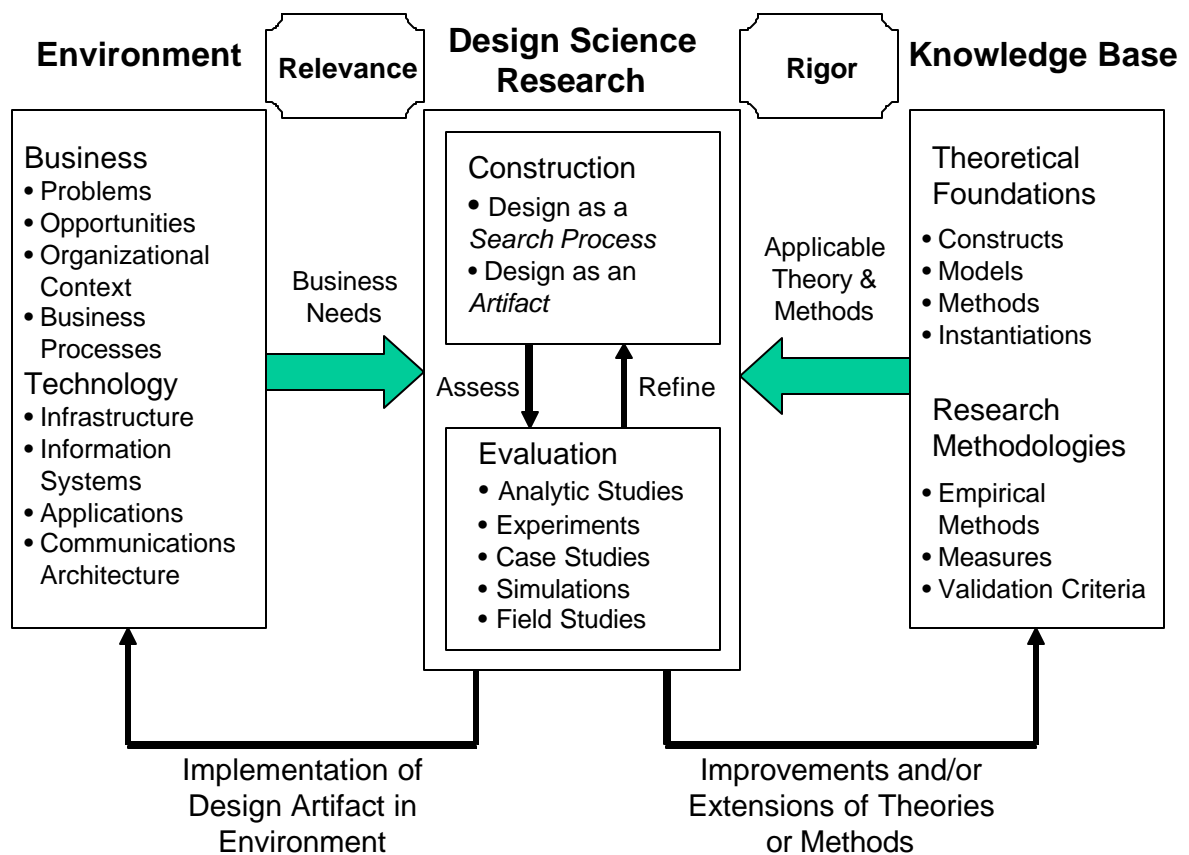 Environment
Relevance
Design Science
Research
Rigor
Knowledge Base
Business
• Problems
• Opportunities
• Organizational
Context
• Business
Processes
Technology
• Infrastructure
• Information
Systems
• Applications
• Communications
Architecture
Business
Needs
Construction
• Design as a
Search Process
• Design as an
Artifact
Assess
Refine
Evaluation
• Analytic Studies
• Experiments
• Case Studies
• Simulations
• Field Studies
Applicable
Theory &
Methods
Theoretical
Foundations
• Constructs
• Models
• Methods
• Instantiations
Research
Methodologies
• Empirical
Methods
• Measures
• Validation Criteria
Implementation of
Design Artifact in
Environment
Improvements and/or
Extensions of Theories
or Methods